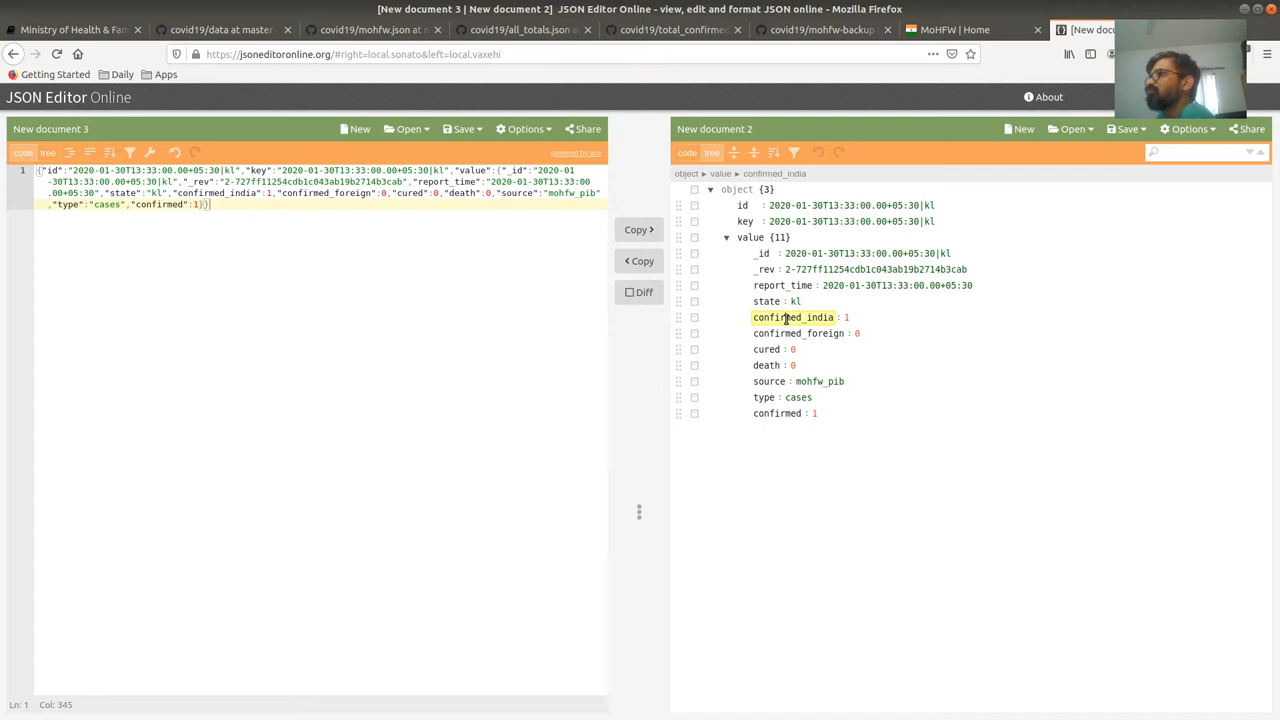 [New document 3 | New document 2]  JSON Editor Online - view, edit and format JSON online - Mozilla Firefox
Ministry of Health & Fam
covid19/data at master
covid19/mohfw.json at m
covid19/all_totals.json a
covid19/total_confirmed
covid19/mohfw-backup a
MoHFW | Home
[New docu
https://jsoneditoronline.org/#right=local.sonato&left=local.vaxehi
Getting Started
Daily
Apps
JSON Editor Online
About
New document 3
New
Open
Save
Options
Share
code
tree
powered by ace
1
{"id":"2020-01-30T13:33:00.00+05:30|kl","key":"2020-01-30T13:33:00.00+05:30|kl","value":{"_id":"2020-01
-30T13:33:00.00+05:30|kl","_rev":"2-727ff11254cdb1c043ab19b2714b3cab","report_time":"2020-01-30T13:33:00
.00+05:30","state":"kl","confirmed_india":1,"confirmed_foreign":0,"cured":0,"death":0,"source":"mohfw_pib"
,"type":"cases","confirmed":1}}
Ln: 1
Col: 345
Copy
Copy
Diff
New document 2
New
Open
Save
Options
Share
code
tree
object ▸ value ▸ confirmed_india
object {3}
id : 2020-01-30T13:33:00.00+05:30|kl
key : 2020-01-30T13:33:00.00+05:30|kl
value {11}
_id : 2020-01-30T13:33:00.00+05:30|kl
_rev : 2-727ff11254cdb1c043ab19b2714b3cab
report_time : 2020-01-30T13:33:00.00+05:30
state : kl
confirmed_india : 1
confirmed_foreign : 0
cured : 0
death : 0
source : mohfw_pib
type : cases
confirmed : 1